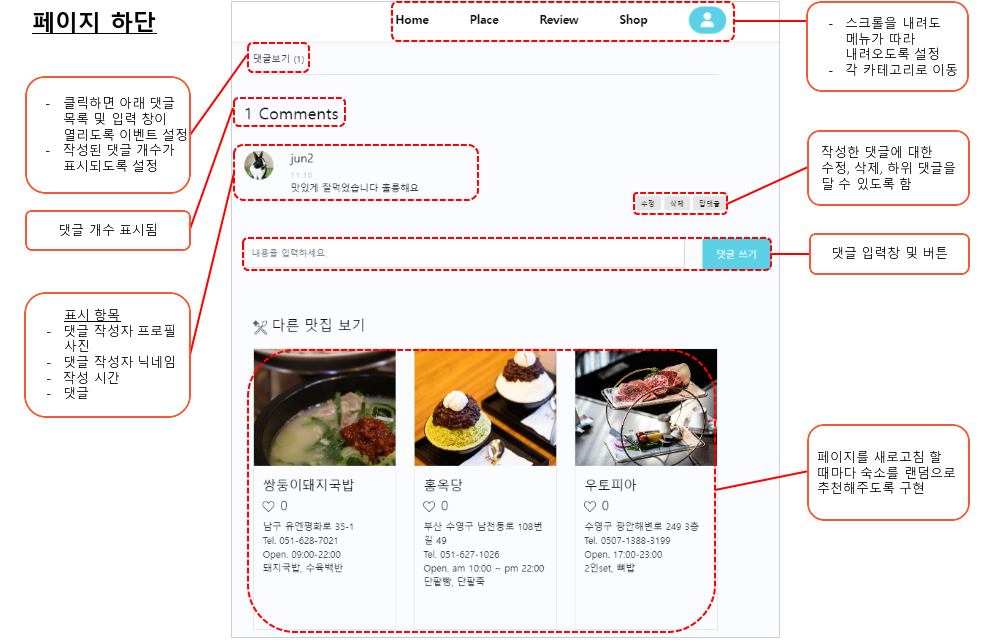 페이지 하단
Home Place Review Shop
- 스크롤을 내려도
메뉴가 따라
내려오도록 설정
- 각 카테고리로 이동
댓글보기 (1)
- 클릭하면 아래 댓글
목록 및 입력 창이
열리도록 이벤트 설정
- 작성된 댓글 개수가
표시되도록 설정
1 Comments
댓글 개수 표시됨
jun2
11:10
맛있게 잘먹었습니다 훌륭해요
작성한 댓글에 대한
수정, 삭제, 하위 댓글을
달 수 있도록 함
수정 삭제 답댓글
내용을 입력하세요.
댓글 쓰기
댓글 입력창 및 버튼
표시 항목
- 댓글 작성자 프로필
사진
- 댓글 작성자 닉네임
- 작성 시간
- 댓글
다른 맛집 보기
쌍둥이돼지국밥
0
남구 유엔평화로 35-1
Tel. 051-628-7021
Open. 09:00-22:00
돼지국밥, 수육백반
홍옥당
0
부산 수영구 남천동로 108번
길 49
Tel. 051-627-1026
Open. am 10:00 ~ pm 22:00
단팥빵, 단팥죽
우토피아
0
수영구 광안해변로 249 3층
Tel. 0507-1388-3199
Open. 17:00-23:00
2인set, 뼈밥
페이지를 새로고침 할
때마다 숙소를 랜덤으로
추천해주도록 구현